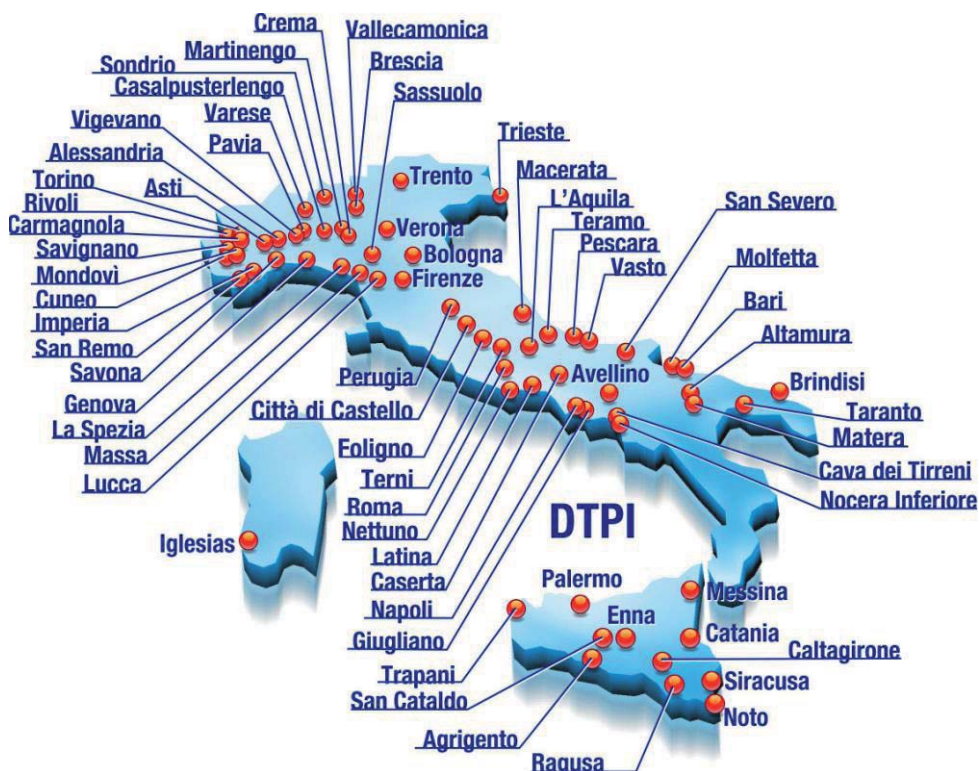 Crema
Vallecamonica
Martinengo
Brescia
Sondrio
Sassuolo
Casalpusterlengo
Varese
Trieste
Vigevano
Pavia
Macerata
Alessandria
Trento
L'Aquila
San Severo
Torino
Asti
Teramo
Rivoli
Pescara
Carmagnola
Verona
Molfetta
Savignano
Bologna
Vasto
Mondovì
Firenze
Bari
Cuneo
Altamura
Imperia
San Remo
Perugia
Avellino
Brindisi
Savona
Città di Castello
Taranto
Genova
Matera
La Spezia
Foligno
Massa
Terni
Cava dei Tirreni
Lucca
Roma
Nocera Inferiore
Nettuno
DTPI
Iglesias
Latina
Caserta
Palermo
Messina
Napoli
Enna
Giugliano
Catania
Caltagirone
Trapani
Siracusa
San Cataldo
Noto
Agrigento
Ragusa